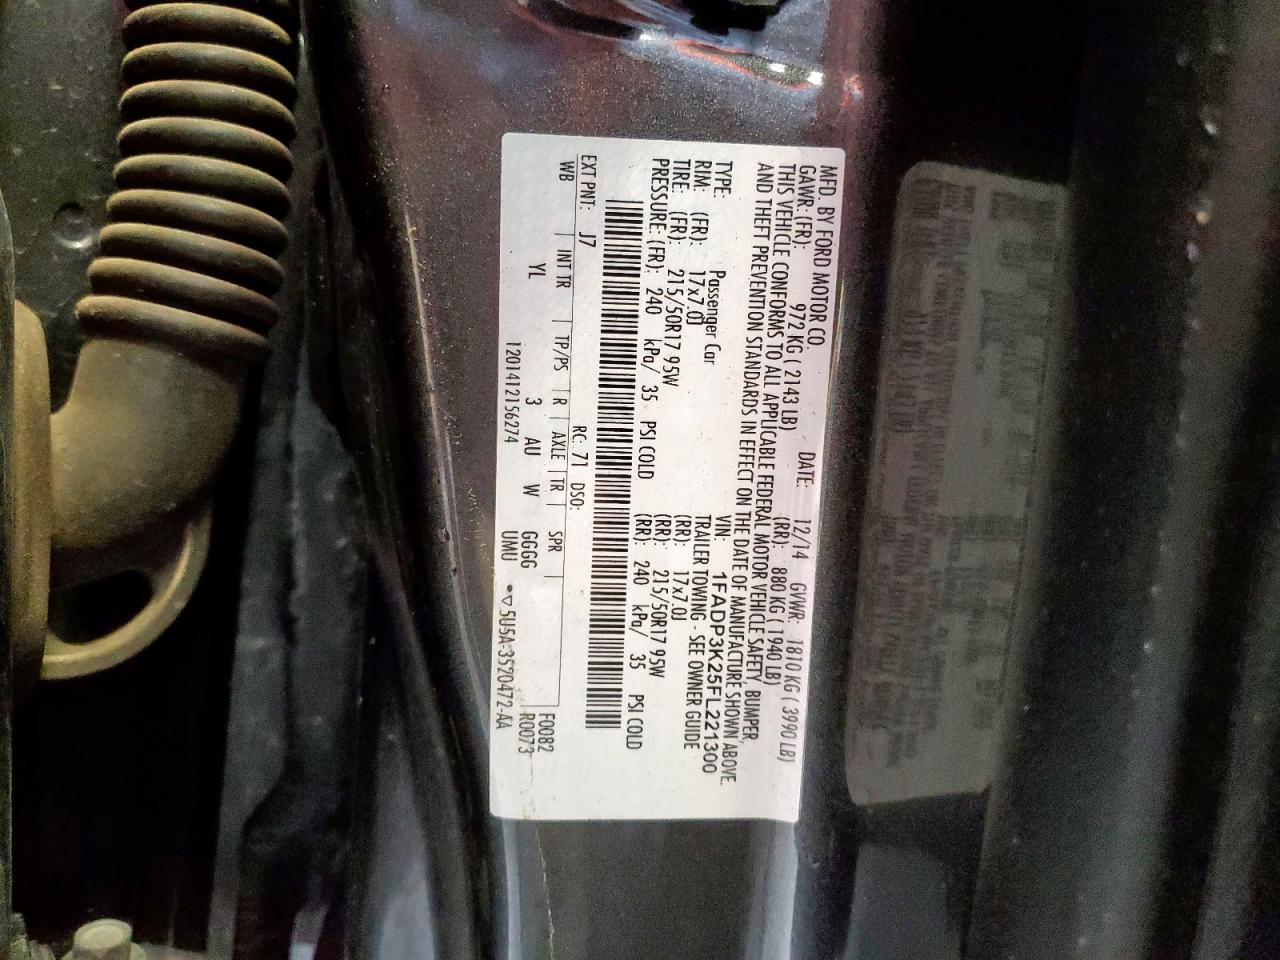 MFD. BY FORD MOTOR CO. DATE: 12/14 GVWR: 1810 KG ( 3990 LB)
GAWR: (FR): 972 KG ( 2143 LB) (RR): 880 KG ( 1940 LB)
THIS VEHICLE CONFORMS TO ALL APPLICABLE FEDERAL MOTOR VEHICLE SAFETY, BUMPER,
AND THEFT PREVENTION STANDARDS IN EFFECT ON THE DATE OF MANUFACTURE SHOWN ABOVE.
VIN: 1FADP3K25FL221300
TYPE: Passenger Car TRAILER TOWING - SEE OWNER GUIDE
RIM: (FR): 17x7.0J (RR): 17x7.0J
TIRE: (FR): 215/50R17 95W (RR): 215/50R17 95W
PRESSURE: (FR): 240 kPa/ 35 PSI COLD (RR): 240 kPa/ 35 PSI COLD
EXT PNT: J7 RC: 71 DSO:
WB INT TR TP/PS R AXLE TR SPR F0082
YL 3 AU W GGGG R0073
1201412156274 UMU 5U5A-3520472-AA